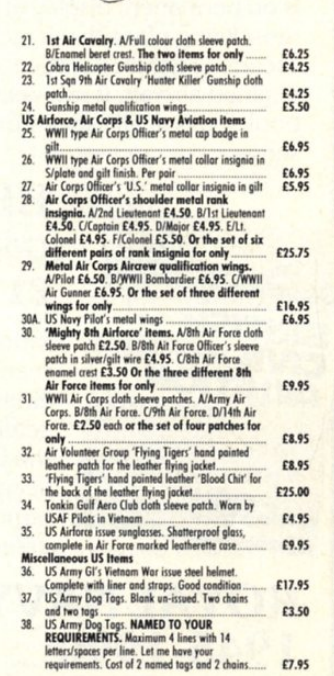 21. 1st Air Cavalry. A/Full colour cloth sleeve patch.
B/Enamel beret crest. The two items for only ........ £6.25
22. Cobra Helicopter Gunship cloth sleeve patch ........ £4.25
23. 1st Sqn 9th Air Cavalry 'Hunter Killer' Gunship cloth
patch........ £4.25
24. Gunship metal qualification wings........ £5.50
US Airforce, Air Corps & US Navy Aviation items
25. WWII type Air Corps Officer's metal cap badge in
gilt........ £6.95
26. WWII type Air Corps Officer's metal collar insignia in
S/plate and gilt finish. Per pair ........ £6.95
27. Air Corps Officer's 'U.S.' metal collar insignia in gilt £5.95
28. Air Corps Officer's shoulder metal rank
insignia. A/2nd Lieutenant £4.50. B/1st Lieutenant
£4.50. C/Captain £4.95. D/Major £4.95. E/Lt.
Colonel £4.95. F/Colonel £5.50. Or the set of six
different pairs of rank insignia for only ........ £25.75
29. Metal Air Corps Aircrew qualification wings.
A/Pilot £6.50. B/WWII Bombardier £6.95. C/WWII
Air Gunner £6.95. Or the set of three different
wings for only ........ £16.95
30A. US Navy Pilot's metal wings ........ £6.95
30. 'Mighty 8th Airforce' items. A/8th Air Force cloth
sleeve patch £2.50. B/8th Ait Force Officer's sleeve
patch in silver/gilt wire £4.95. C/8th Air Force
enamel crest £3.50 Or the three different 8th
Air Force items for only ........ £9.95
31. WWII Air Corps cloth sleeve patches. A/Army Air
Corps. B/8th Air Force. C/9th Air Force. D/14th Air
Force. £2.50 each or the set of four patches for
only ........ £8.95
32. Air Volunteer Group 'Flying Tigers' hand painted
leather patch for the leather flying jacket........ £8.95
33. 'Flying Tigers' hand painted leather 'Blood Chit' for
the back of the leather flying jacket........ £25.00
34. Tonkin Gulf Aero Club cloth sleeve patch. Worn by
USAF Pilots in Vietnam ........ £4.95
35. US Airforce issue sunglasses. Shatterproof glass,
complete in Air Force marked leatherette case........ £9.95
Miscellaneous US Items
36. US Army GI's Vietnam War issue steel helmet.
Complete with liner and straps. Good condition ........ £17.95
37. US Army Dog Tags. Blank un-issued. Two chains
and two tags ........ £3.50
38. US Army Dog Tags. NAMED TO YOUR
REQUIREMENTS. Maximum 4 lines with 14
letters/spaces per line. Let me have your
requirements. Cost of 2 named tags and 2 chains...... £7.95